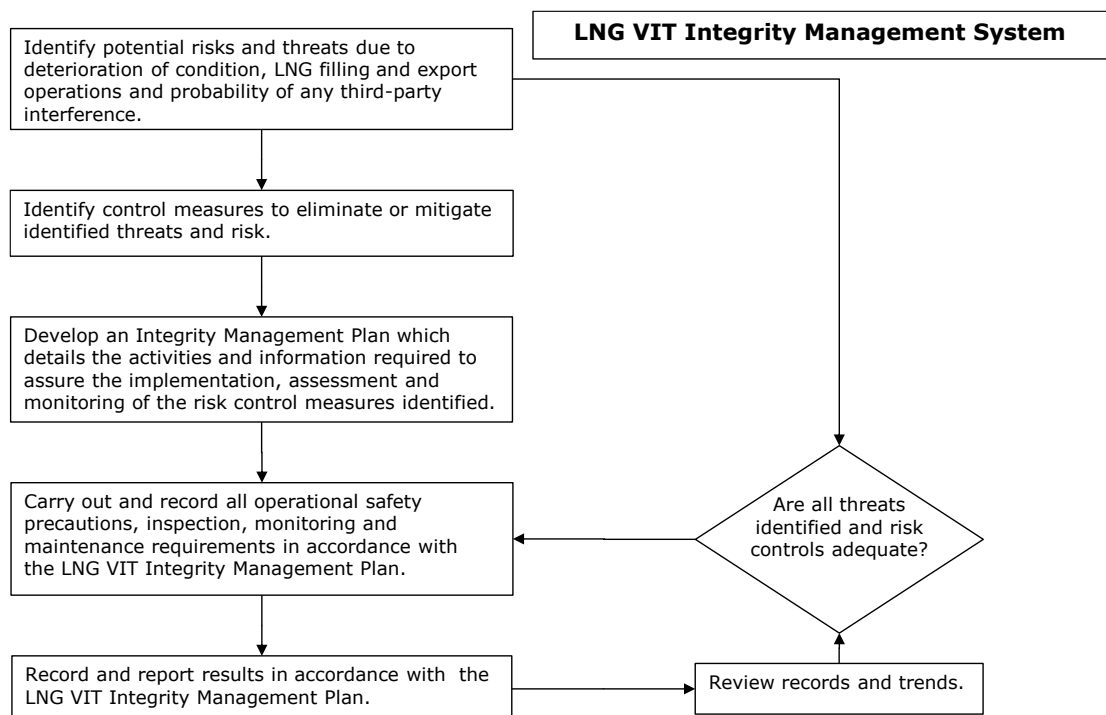 LNG VIT Integrity Management System
Identify potential risks and threats due to
deterioration of condition, LNG filling and export
operations and probability of any third-party
interference.
Identify control measures to eliminate or mitigate
identified threats and risk.
Develop an Integrity Management Plan which
details the activities and information required to
assure the implementation, assessment and
monitoring of the risk control measures identified.
Carry out and record all operational safety
precautions, inspection, monitoring and
maintenance requirements in accordance with
the LNG VIT Integrity Management Plan.
Are all threats
identified and risk
controls adequate?
Record and report results in accordance with  the
LNG VIT Integrity Management Plan.
Review records and trends.